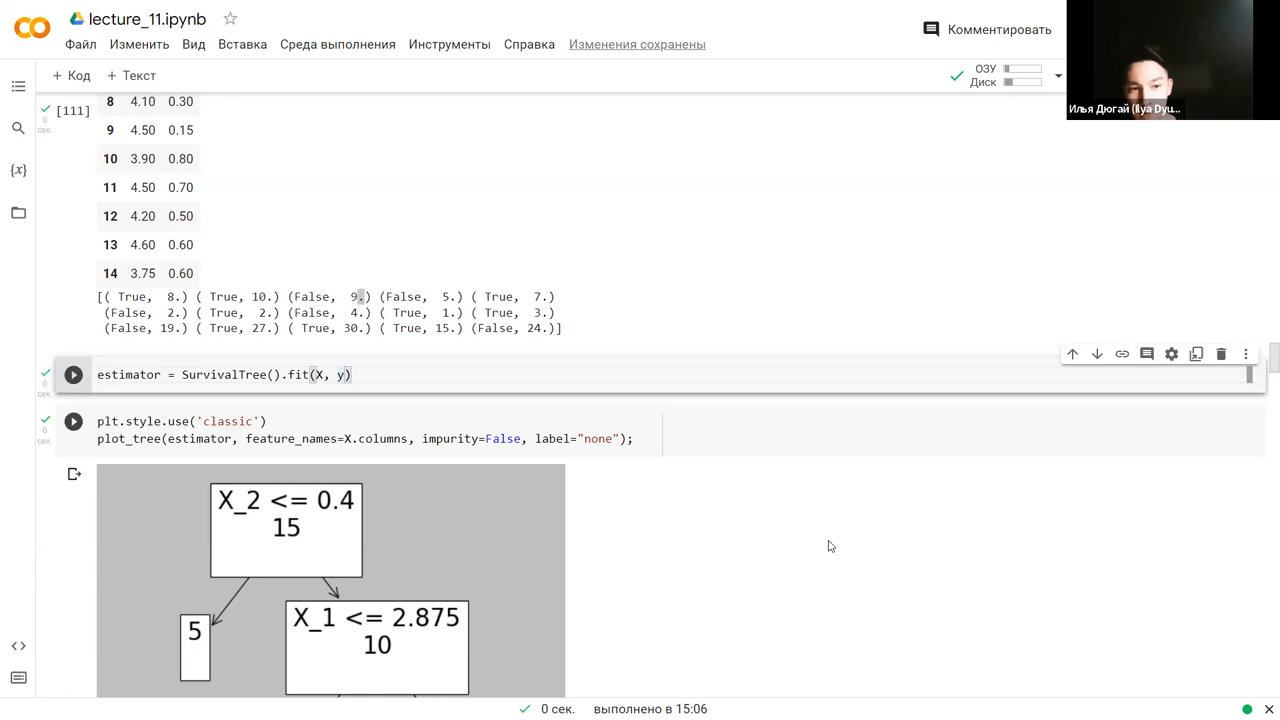 lecture_11.ipynb
Комментировать
Файл Изменить Вид Вставка Среда выполнения Инструменты Справка Изменения сохранены
+ Код + Текст
ОЗУ
Диск
Илья Дюгай (Ilya Dyu...
[111]
0
сек.
8 4.10 0.30
9 4.50 0.15
10 3.90 0.80
11 4.50 0.70
12 4.20 0.50
13 4.60 0.60
14 3.75 0.60
{x}
[( True, 8.) ( True, 10.) (False, 9.) (False, 5.) ( True, 7.)
(False, 2.) ( True, 2.) (False, 4.) ( True, 1.) ( True, 3.)
(False, 19.) ( True, 27.) ( True, 30.) ( True, 15.) (False, 24.)]
0
сек.
estimator = SurvivalTree().fit(X, y)
0
сек.
plt.style.use('classic')
plot_tree(estimator, feature_names=X.columns, impurity=False, label="none");
X_2 <= 0.4
15
5
X_1 <= 2.875
10
0 сек. выполнено в 15:06